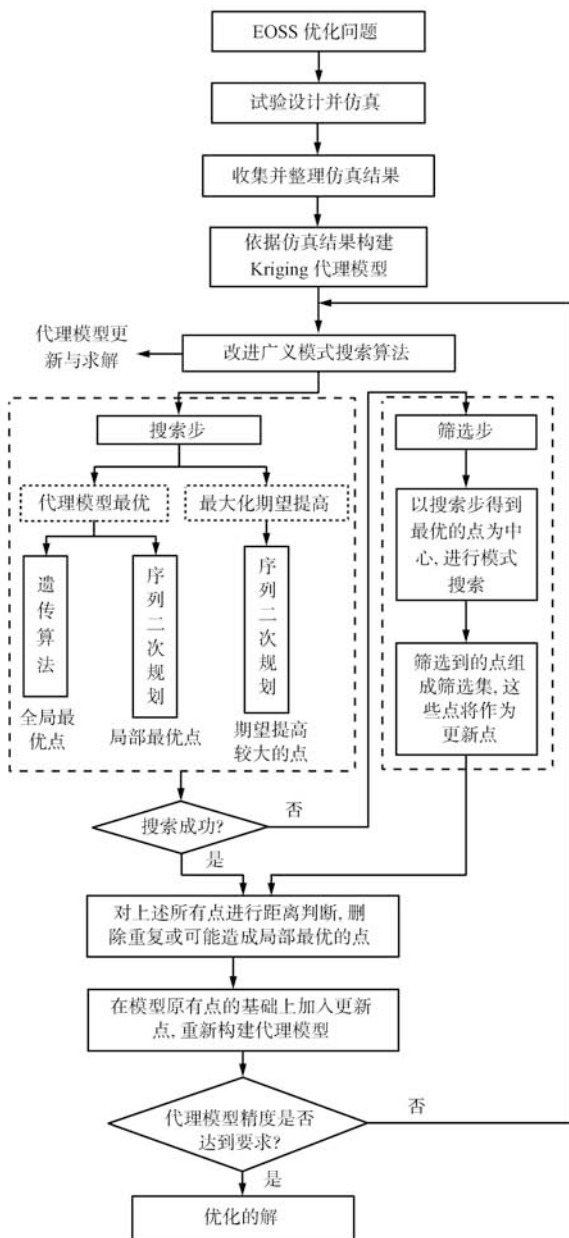 EOSS 优化问题
试验设计并仿真
收集并整理仿真结果
依据仿真结果构建
Kriging 代理模型
代理模型更
新与求解
改进广义模式搜索算法
搜索步
代理模型最优
最大化期望提高
遗传算法
序列二次规划
序列二次规划
全局最
优点
局部最优点
期望提高
较大的点
筛选步
以搜索步得到
最优的点为中
心, 进行模式
搜索
筛选到的点组
成筛选集, 这
些点将作为
更新点
搜索成功?
否
是
对上述所有点进行距离判断, 删
除重复或可能造成局部最优的点
在模型原有点的基础上加入更新
点, 重新构建代理模型
代理模型精度是否
达到要求?
否
是
优化的解